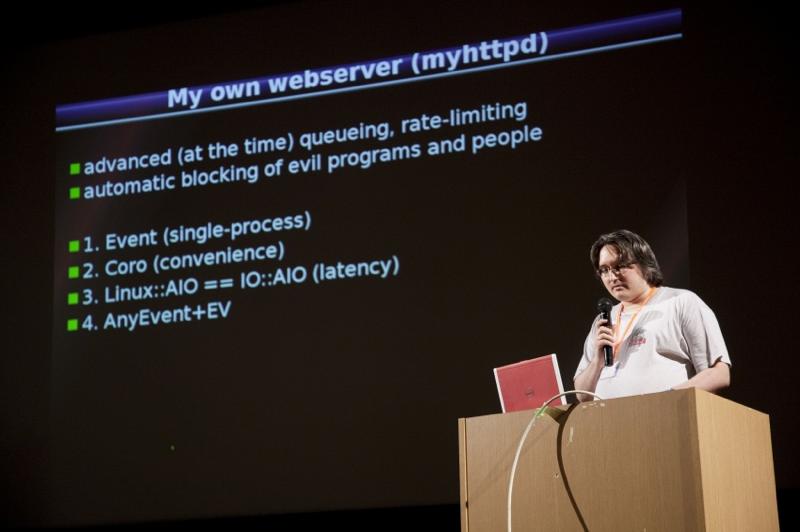 My own webserver (myhttpd)
advanced (at the time) queueing, rate-limiting
automatic blocking of evil programs and people
1. Event (single-process)
2. Coro (convenience)
3. Linux::AIO == IO::AIO (latency)
4. AnyEvent+EV